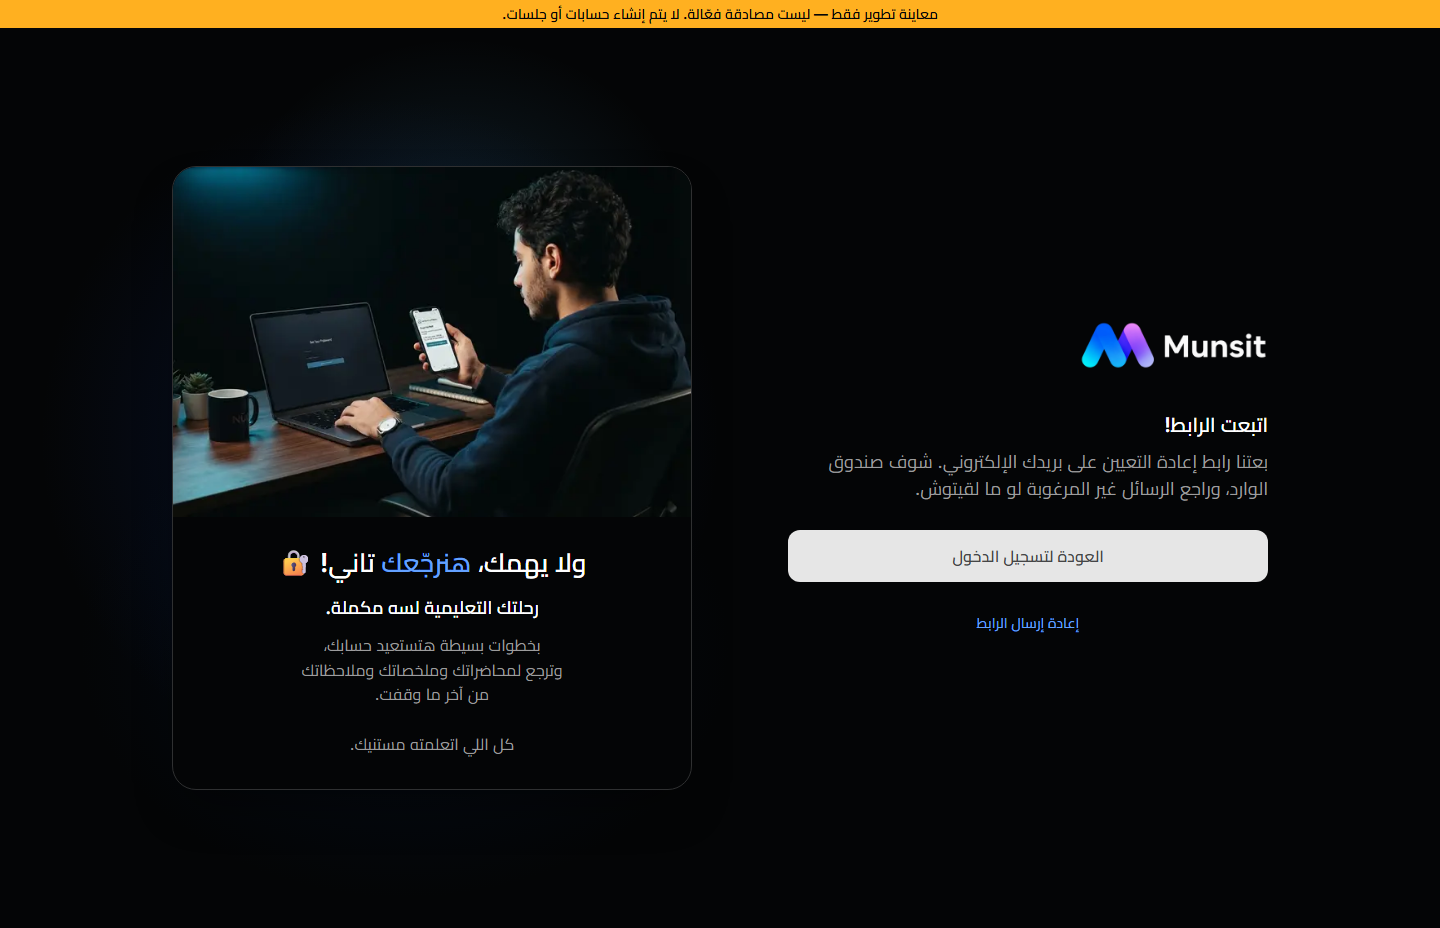 معاينة تطوير فقط — ليست مصادقة فعّالة. لا يتم إنشاء حسابات أو جلسات.
Munsit
اتبعت الرابط!
بعتنا رابط إعادة التعيين على بريدك الإلكتروني. شوف صندوق
الوارد، وراجع الرسائل غير المرغوبة لو ما لقيتوش.
العودة لتسجيل الدخول
إعادة إرسال الرابط
ولا يهمك، هنرجّعك تاني! 🔐
رحلتك التعليمية لسه مكملة.
بخطوات بسيطة هتستعيد حسابك،
وترجع لمحاضراتك وملخصاتك وملاحظاتك
من آخر ما وقفت.
كل اللي اتعلمته مستنيك.